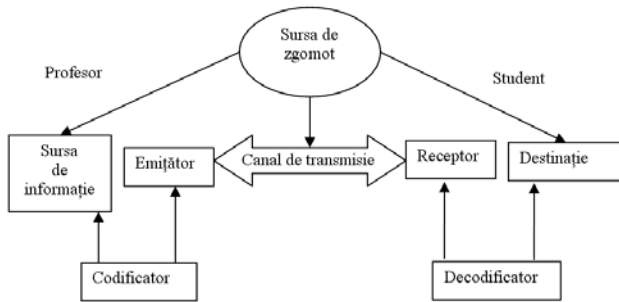 Sursa de
zgomot
Profesor
Student
Sursa
de
informație
Emițător
Canal de transmisie
Receptor
Destinație
Codificator
Decodificator